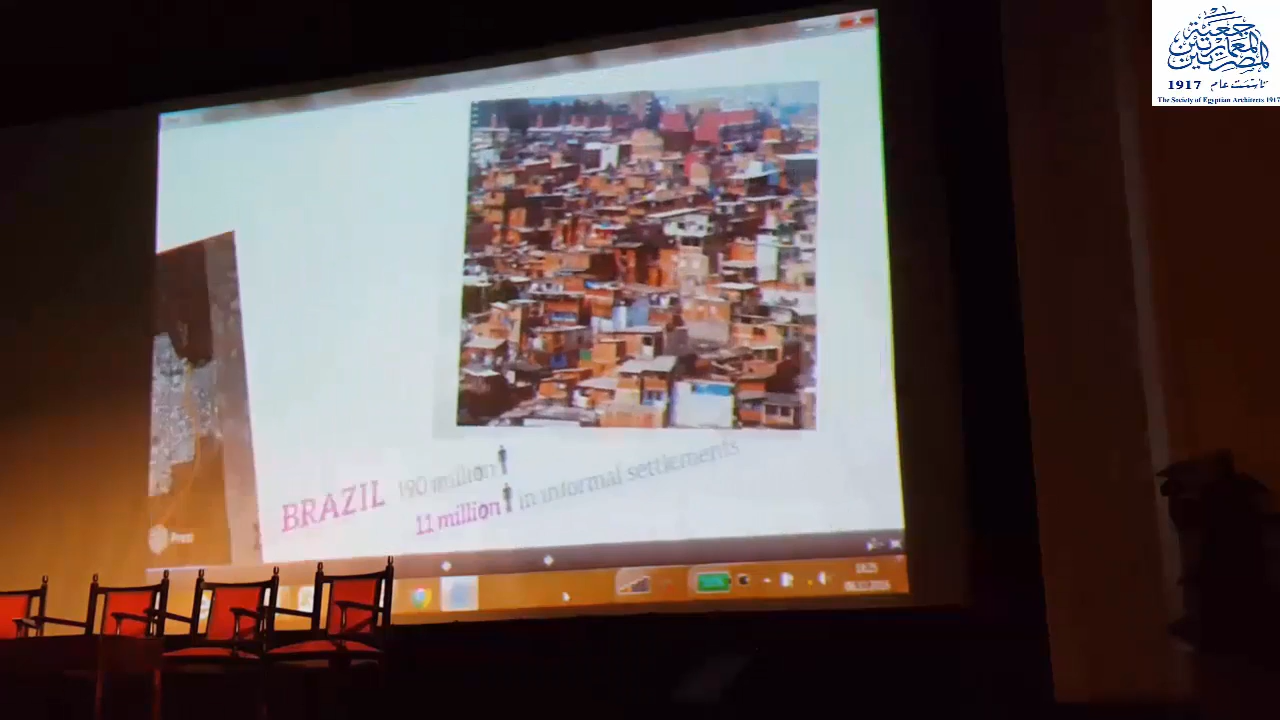 جمعية
المعماريين
المصريين
1917 تأسست عام
The Society of Egyptian Architects 1917
BRAZIL 190 million
11 million in informal settlements
Prezi